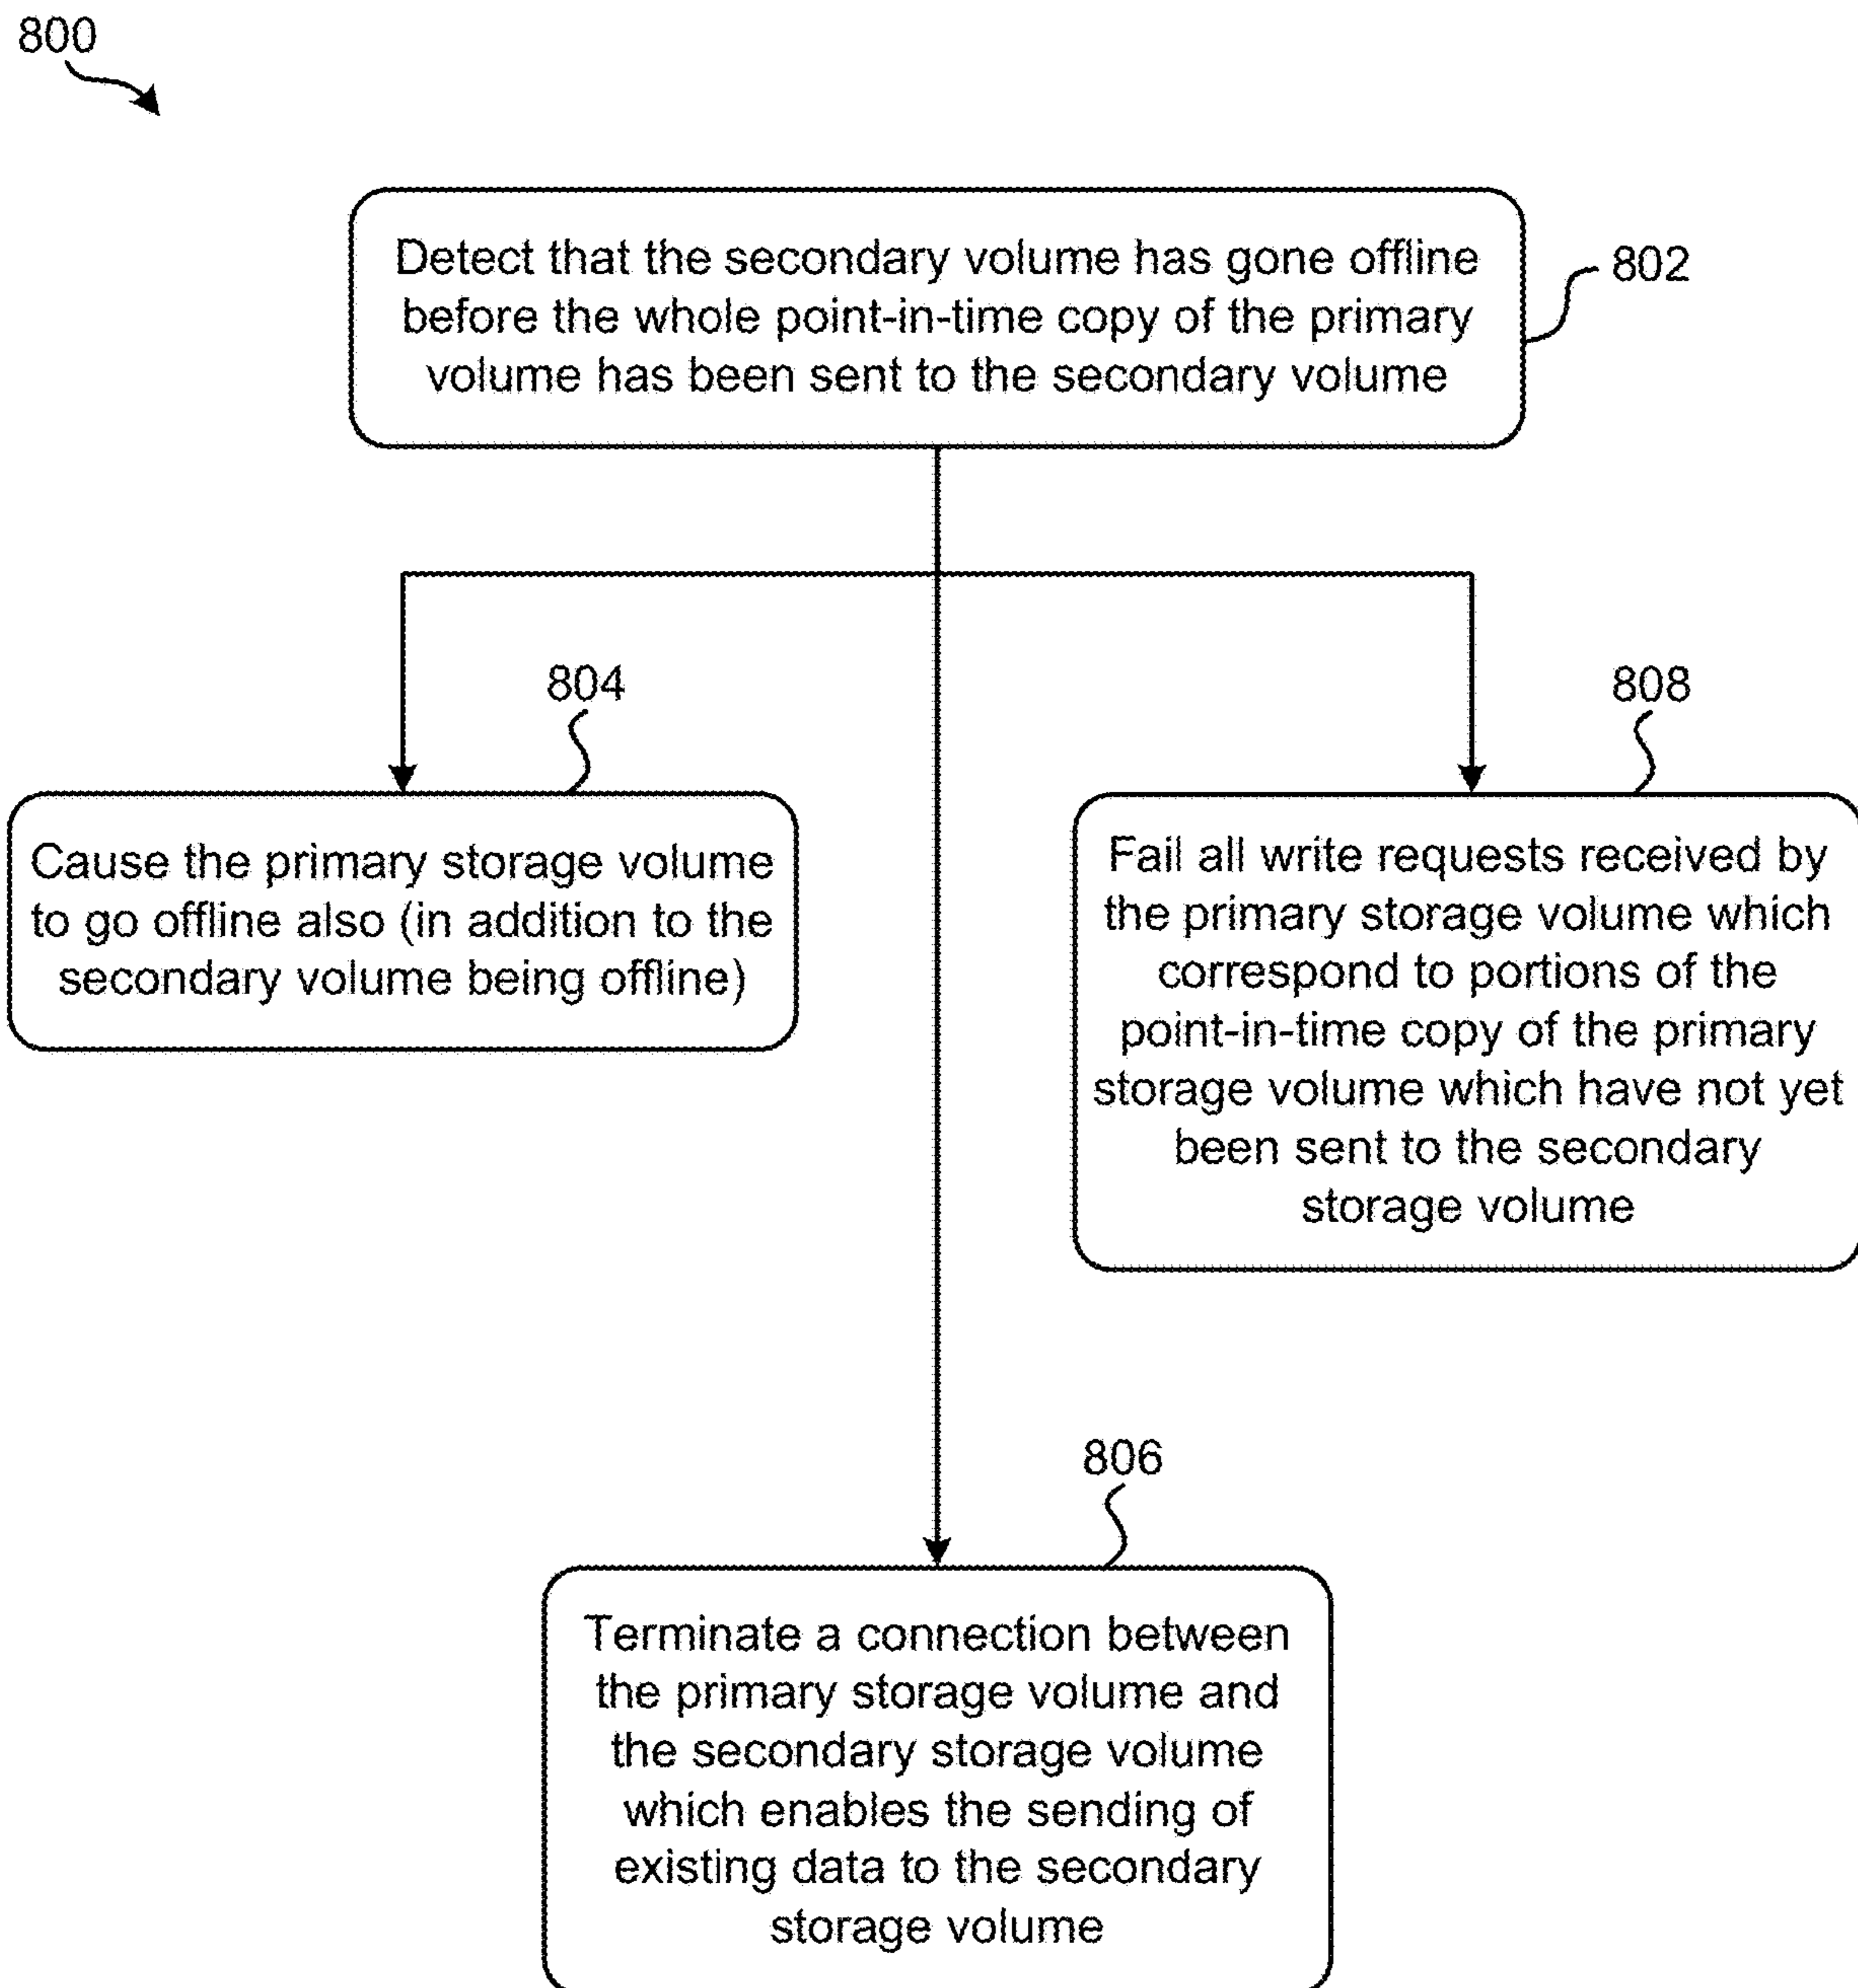 800
Detect that the secondary volume has gone offline
before the whole point-in-time copy of the primary
volume has been sent to the secondary volume
802
804
Cause the primary storage volume
to go offline also (in addition to the
secondary volume being offline)
808
Fail all write requests received by
the primary storage volume which
correspond to portions of the
point-in-time copy of the primary
storage volume which have not yet
been sent to the secondary
storage volume
806
Terminate a connection between
the primary storage volume and
the secondary storage volume
which enables the sending of
existing data to the secondary
storage volume